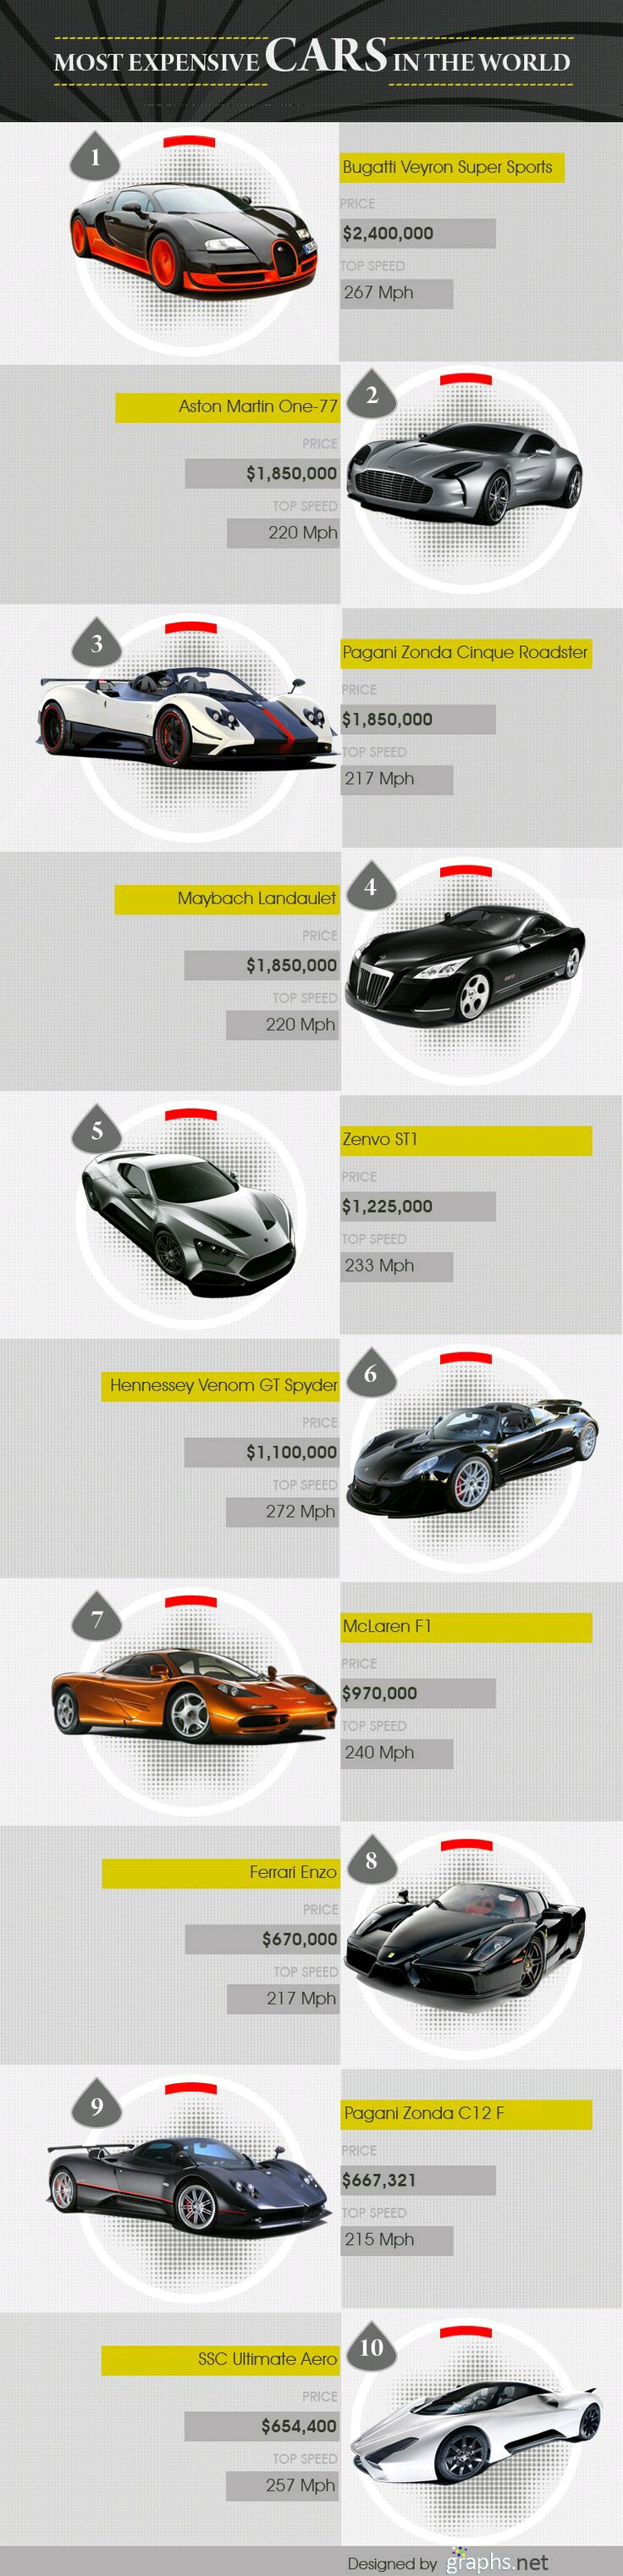 MOST EXPENSIVE CARS IN THE WORLD
1
Bugatti Veyron Super Sports
PRICE
$2,400,000
TOP SPEED
267 Mph
2
Aston Martin One-77
PRICE
$1,850,000
TOP SPEED
220 Mph
3
Pagani Zonda Cinque Roadster
PRICE
$1,850,000
TOP SPEED
217 Mph
4
Maybach Landaulet
PRICE
$1,850,000
TOP SPEED
220 Mph
5
Zenvo ST1
PRICE
$1,225,000
TOP SPEED
233 Mph
6
Hennessey Venom GT Spyder
PRICE
$1,100,000
TOP SPEED
272 Mph
7
McLaren F1
PRICE
$970,000
TOP SPEED
240 Mph
8
Ferrari Enzo
PRICE
$670,000
TOP SPEED
217 Mph
9
Pagani Zonda C12 F
PRICE
$667,321
TOP SPEED
215 Mph
10
SSC Ultimate Aero
PRICE
$654,400
TOP SPEED
257 Mph
Designed by graphs.net